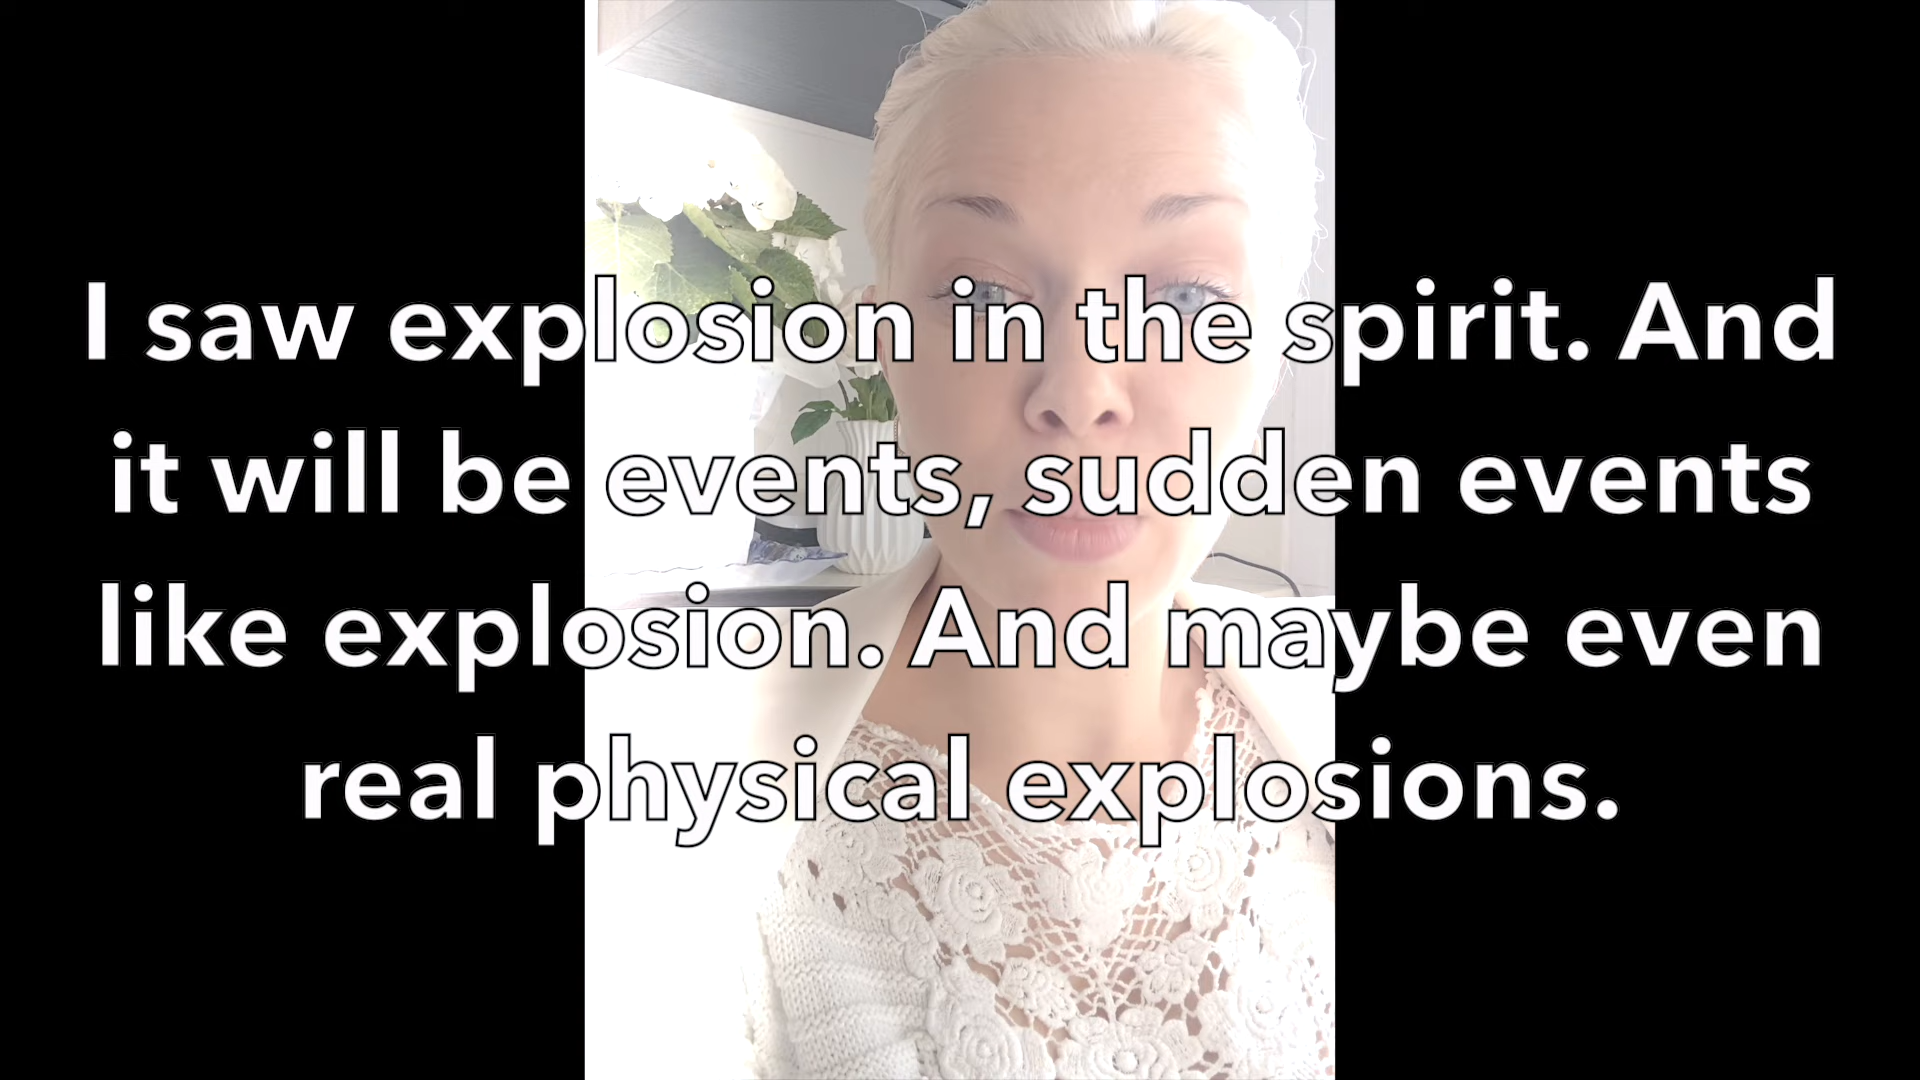 I saw explosion in the spirit. And
it will be events, sudden events
like explosion. And maybe even
real physical explosions.